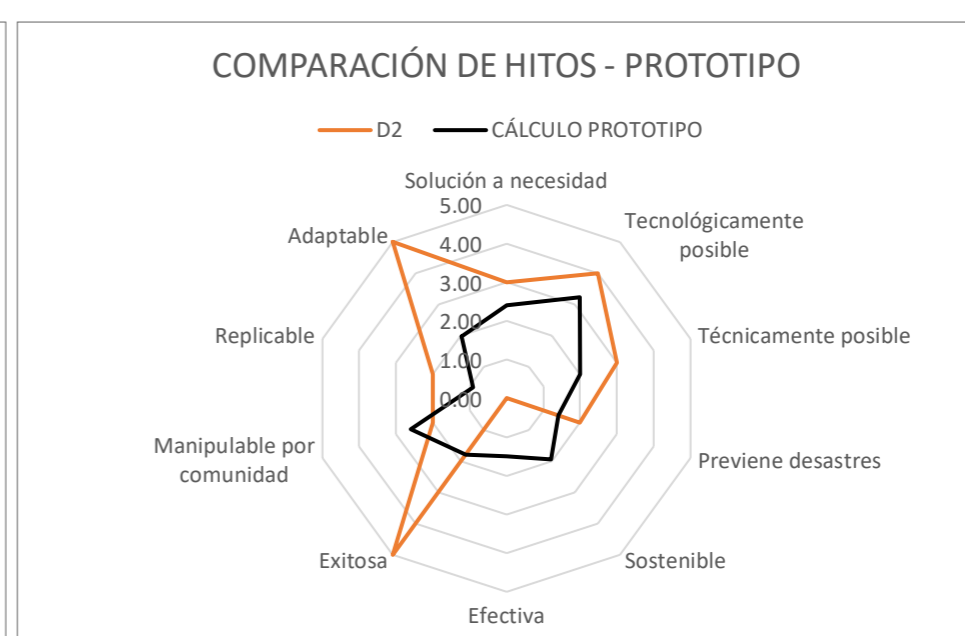 COMPARACIÓN DE HITOS - PROTOTIPO
D2
CÁLCULO PROTOTIPO
Solución a necesidad
5.00
4.00
3.00
2.00
1.00
0.00
Tecnológicamente
posible
Técnicamente posible
Previene desastres
Sostenible
Efectiva
Exitosa
Manipulable por
comunidad
Replicable
Adaptable